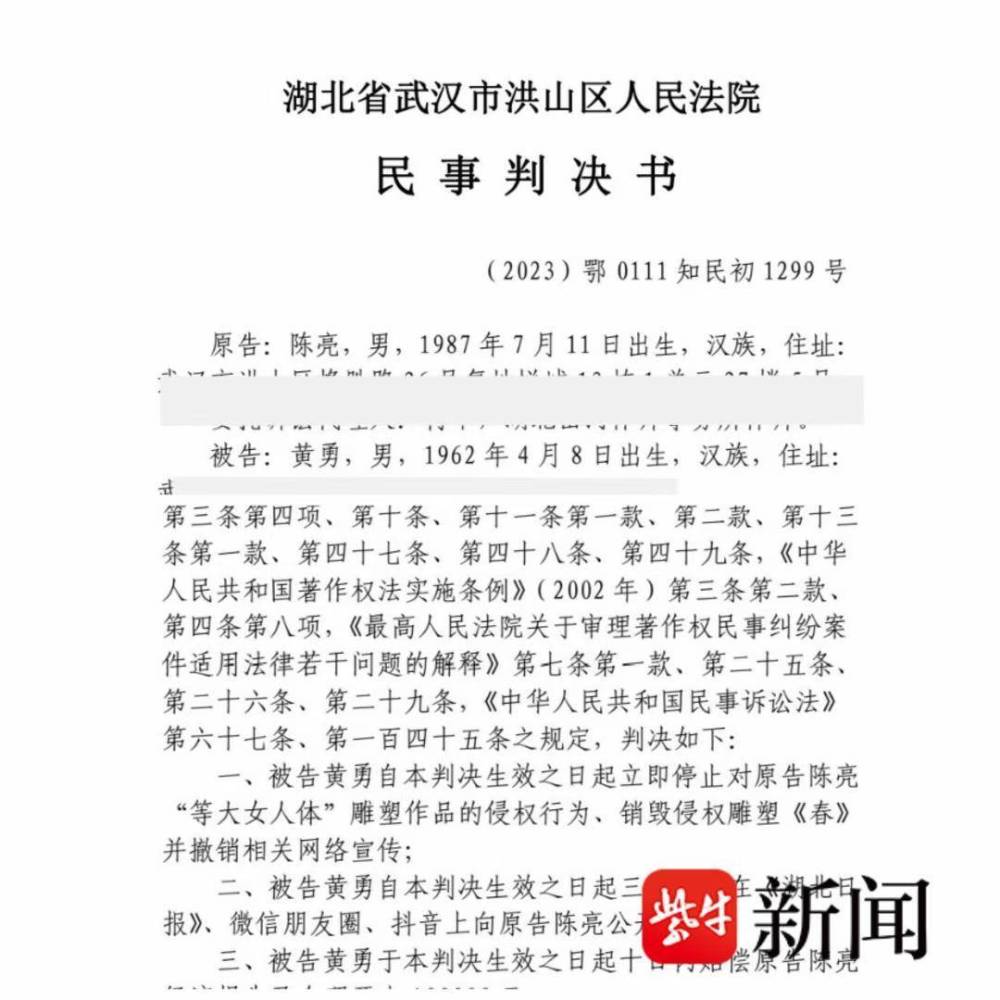 湖北省武汉市洪山区人民法院
民事判决书
（2023）鄂 0111 知民初 1299 号
原告：陈亮，男，1987 年 7 月 11 日出生，汉族，住址：
被告：黄勇，男，1962 年 4 月 8 日出生，汉族，住址：
第三条第四项、第十条、第十一条第一款、第二款、第十三
条第一款、第四十七条、第四十八条、第四十九条，《中华
人民共和国著作权法实施条例》（2002 年）第三条第二款、
第四条第八项，《最高人民法院关于审理著作权民事纠纷案
件适用法律若干问题的解释》第七条第一款、第二十五条、
第二十六条、第二十九条，《中华人民共和国民事诉讼法》
第六十七条、第一百四十五条之规定，判决如下：
一、被告黄勇自本判决生效之日起立即停止对原告陈亮
“等大女人体”雕塑作品的侵权行为、销毁侵权雕塑《春》
并撤销相关网络宣传；
二、被告黄勇自本判决生效之日起三 在《湖北日
报》、微信朋友圈、抖音上向原告陈亮公
三、被告黄勇于本判决生效之日起十日内赔偿原告陈亮
紫牛 新闻